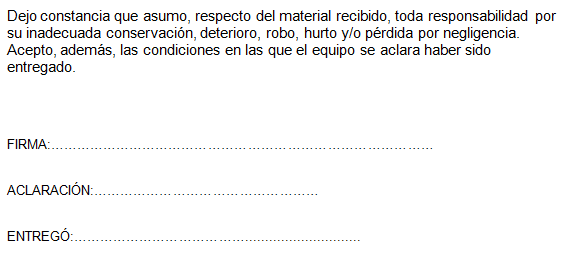 Dejo constancia que asumo, respecto del material recibido, toda responsabilidad por
su inadecuada conservación, deterioro, robo, hurto y/o pérdida por negligencia.
Acepto, además, las condiciones en las que el equipo se aclara haber sido
entregado.
FIRMA:……………………………………………………………………………
ACLARACIÓN:……………………………………………
ENTREGÓ:…………………………………............................